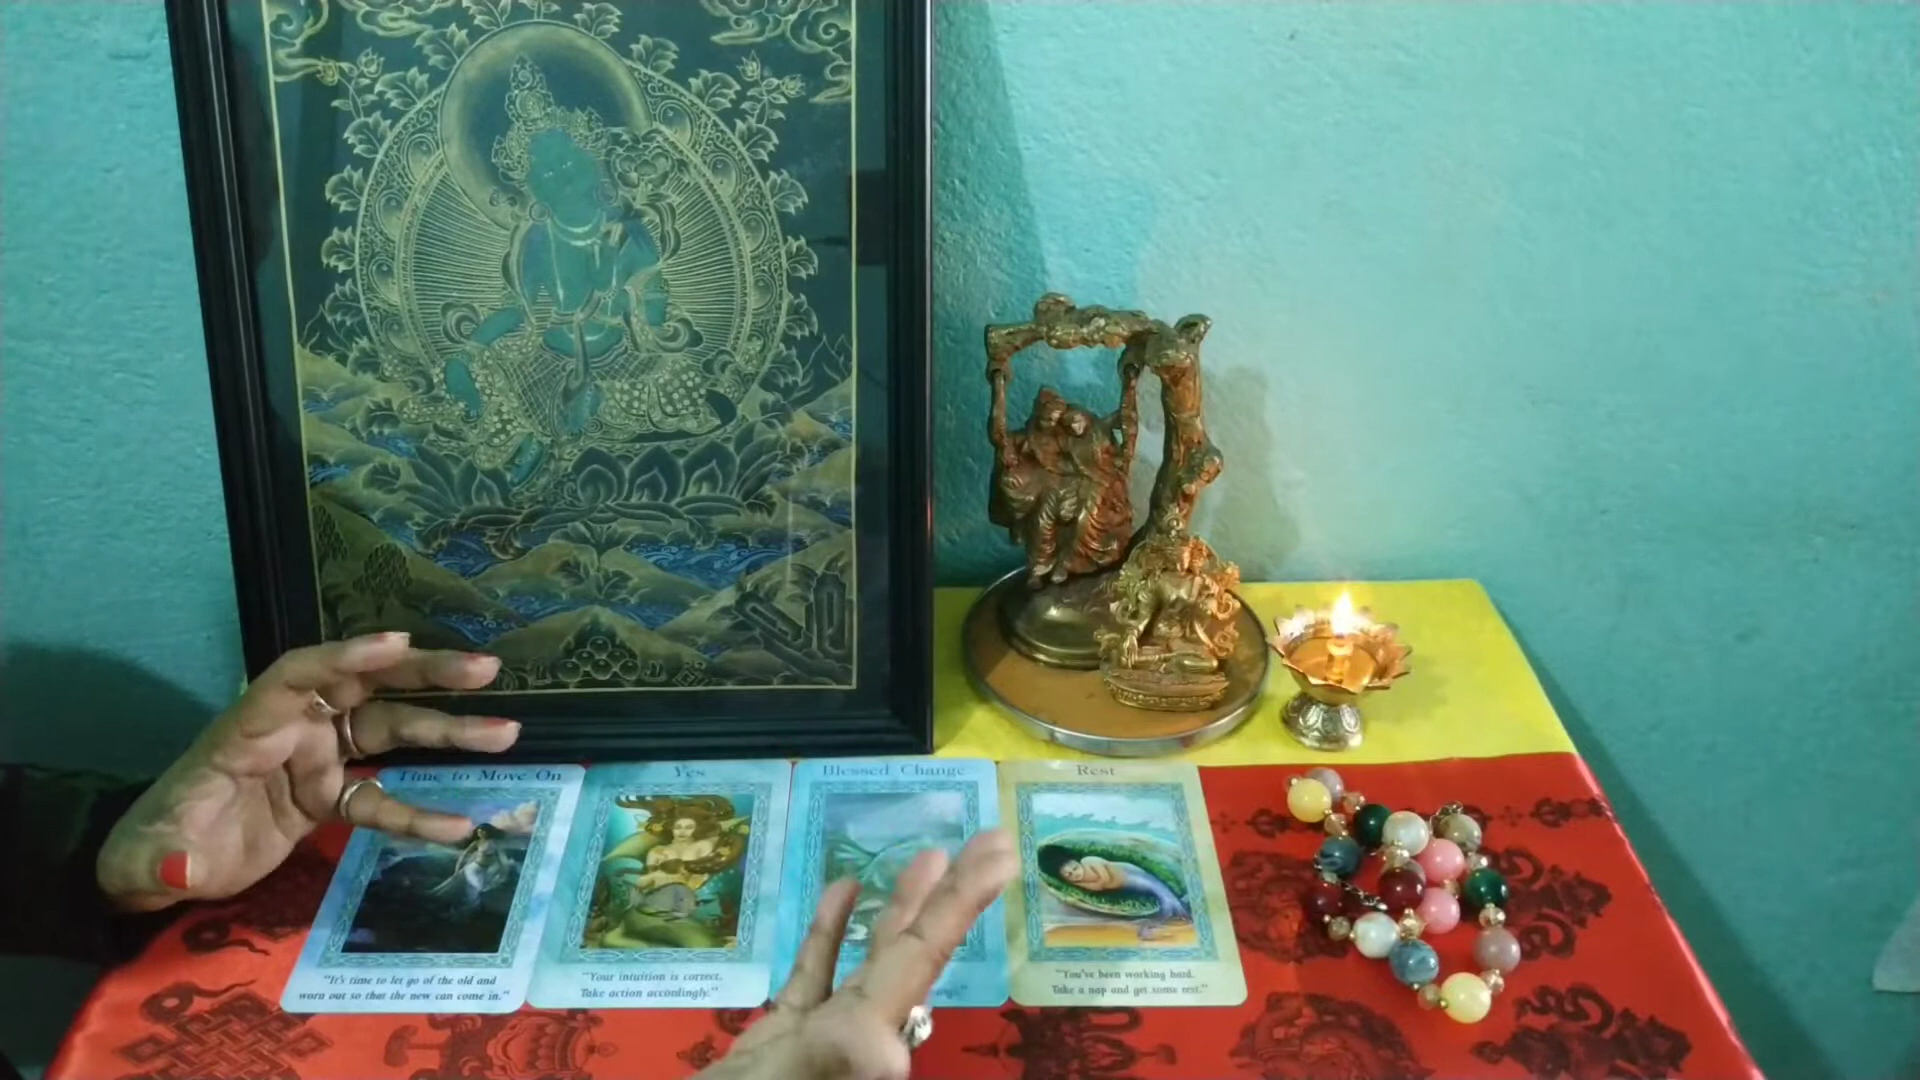 Time to Move On
Yes
Blessed Change
Rest
"It's time to let go of the old and
worn out so that the new can come in."
"Your intuition is correct.
Take action accordingly."
"You've been working hard.
Take a nap and get some rest."